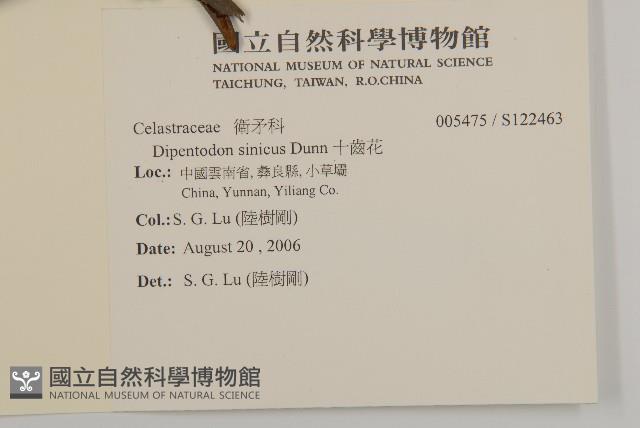 國立自然科學博物館
NATIONAL MUSEUM OF NATURAL SCIENCE
TAICHUNG, TAIWAN, R.O.CHINA
Celastraceae 衛矛科 005475 / S122463
Dipentodon sinicus Dunn 十齒花
Loc.: 中國雲南省, 彝良縣, 小草壩
China, Yunnan, Yiliang Co.
Col.: S. G. Lu (陸樹剛)
Date: August 20 , 2006
Det.: S. G. Lu (陸樹剛)
國立自然科學博物館
NATIONAL MUSEUM OF NATURAL SCIENCE